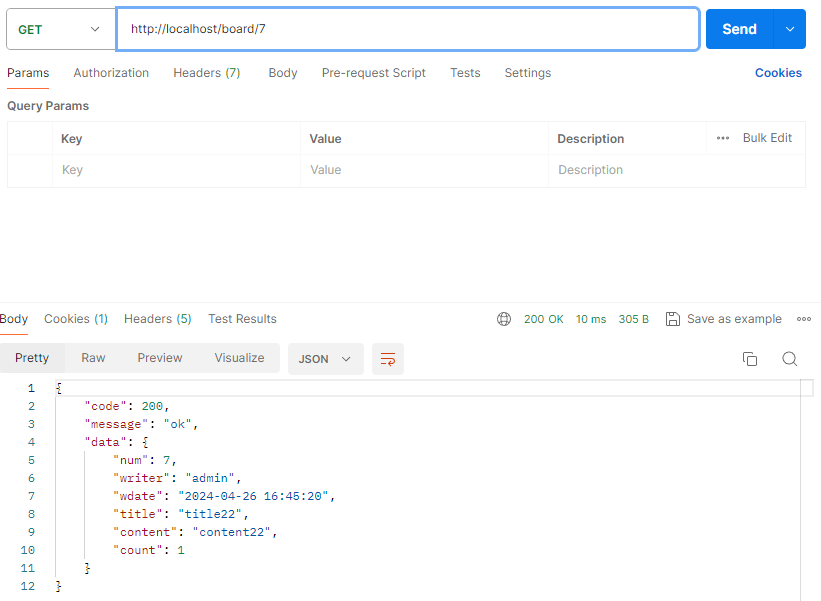 GET http://localhost/board/7 Send
Params Authorization Headers (7) Body Pre-request Script Tests Settings Cookies
Query Params
Key Value Description ••• Bulk Edit
Key Value Description
Body Cookies (1) Headers (5) Test Results 200 OK 10 ms 305 B Save as example •••
Pretty Raw Preview Visualize JSON
1 {
2 "code": 200,
3 "message": "ok",
4 "data": {
5 "num": 7,
6 "writer": "admin",
7 "wdate": "2024-04-26 16:45:20",
8 "title": "title22",
9 "content": "content22",
10 "count": 1
11 }
12 }